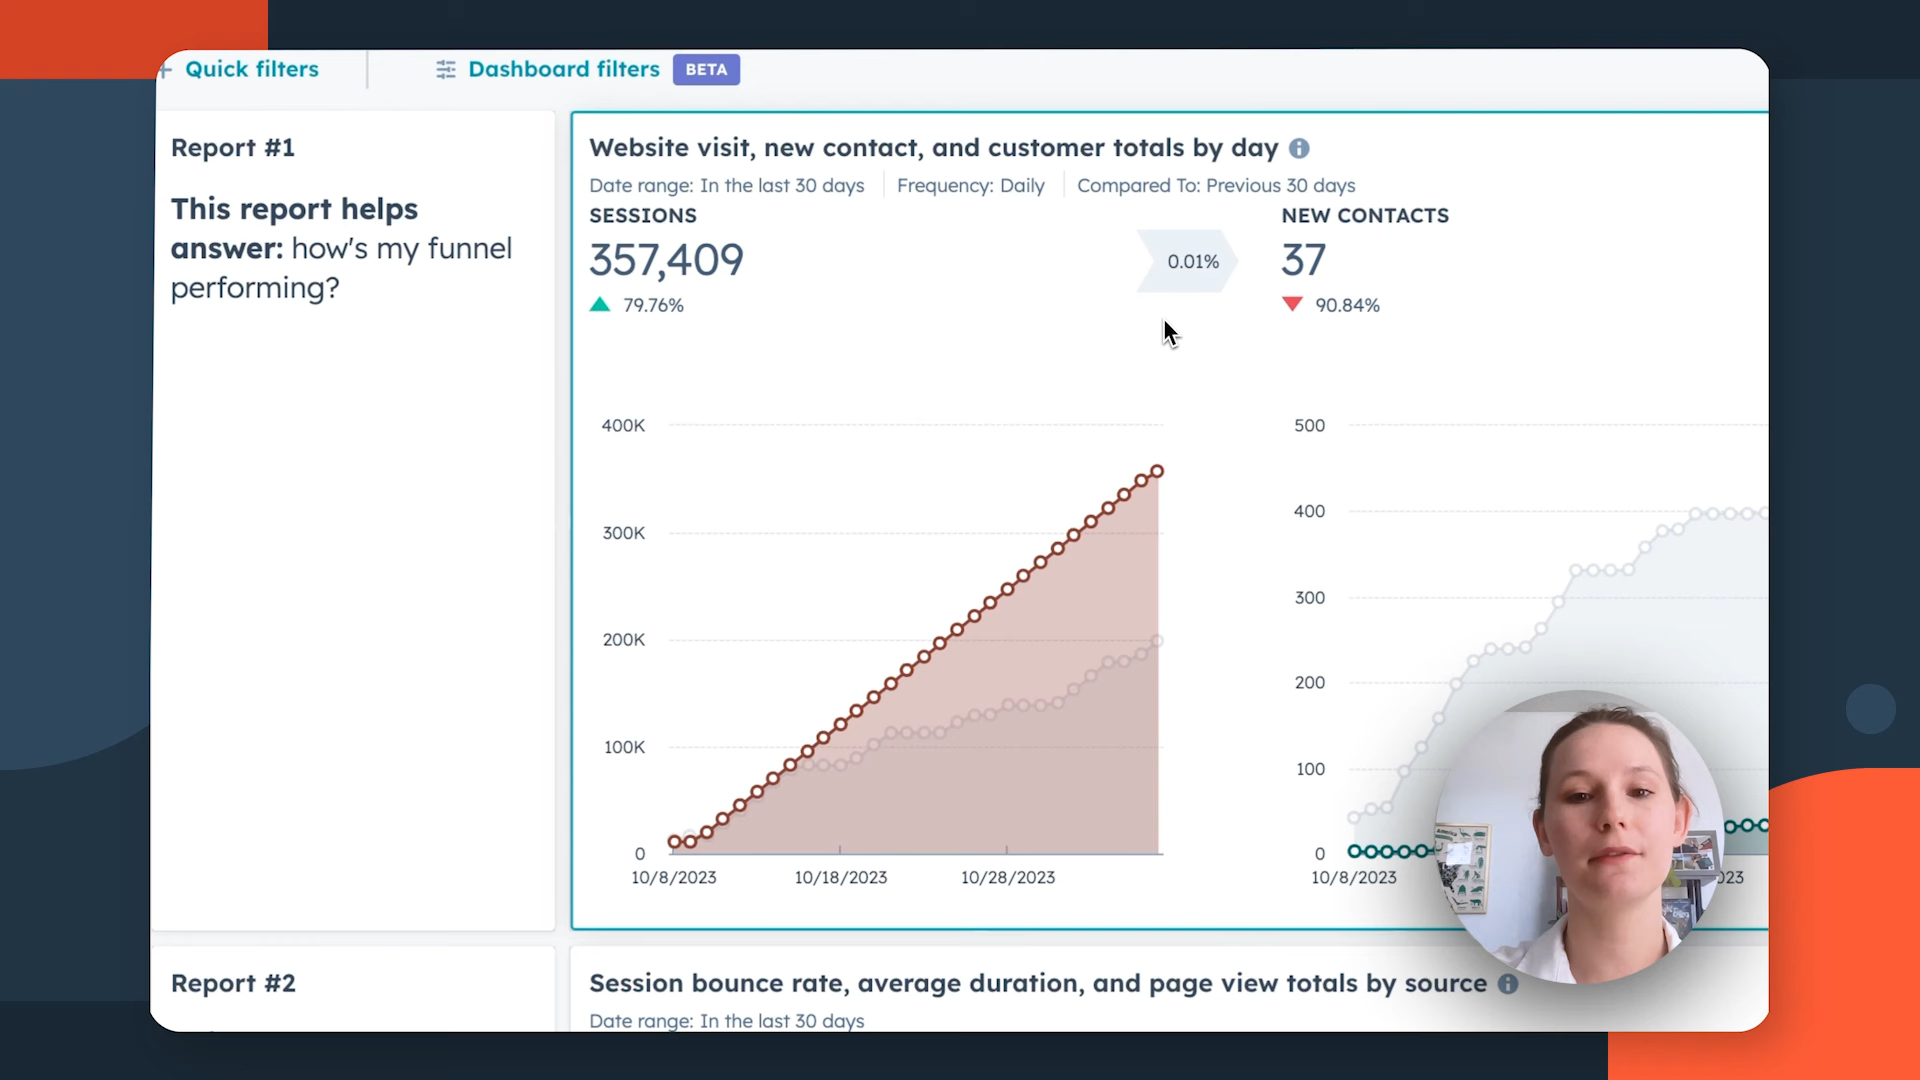 Quick filters
Dashboard filters BETA
Report #1
This report helps
answer: how's my funnel
performing?
Website visit, new contact, and customer totals by day
Date range: In the last 30 days Frequency: Daily Compared To: Previous 30 days
SESSIONS
357,409
79.76%
0.01%
NEW CONTACTS
37
90.84%
400K
300K
200K
100K
0
10/8/2023 10/18/2023 10/28/2023
500
400
300
200
100
0
10/8/2023
Report #2
Session bounce rate, average duration, and page view totals by source
Date range: In the last 30 days